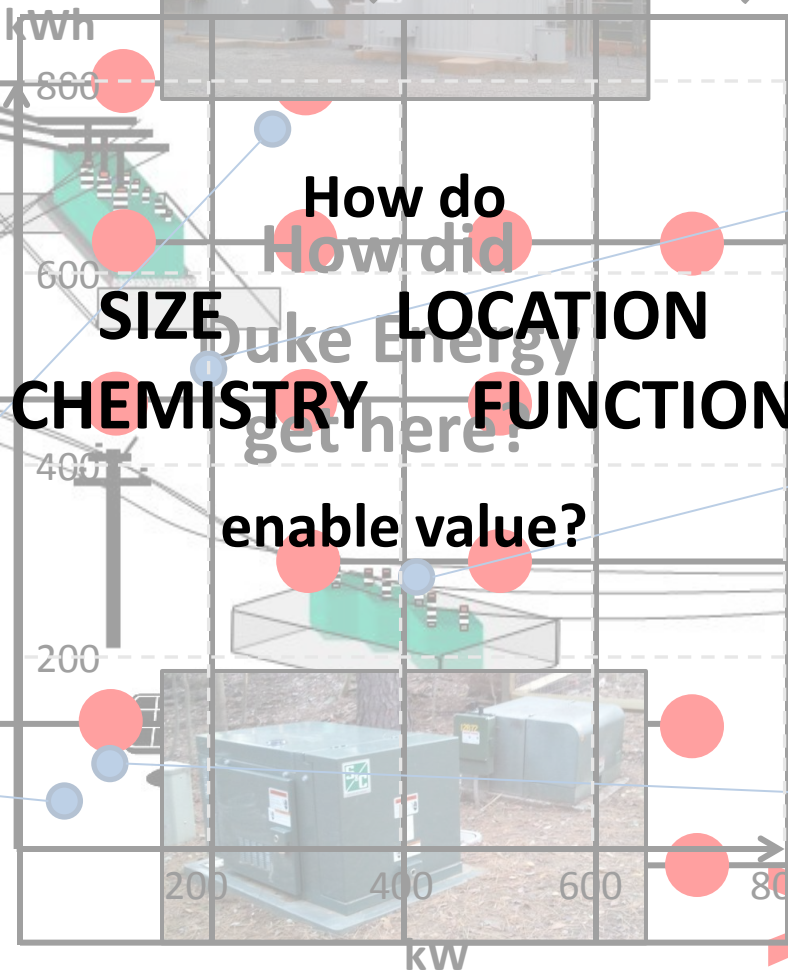 kWh
800
How do
How did
600
SIZE LOCATION
Duke Energy
CHEMISTRY FUNCTION
get here?
400
enable value?
200
S&C
200 400 600 80
kW